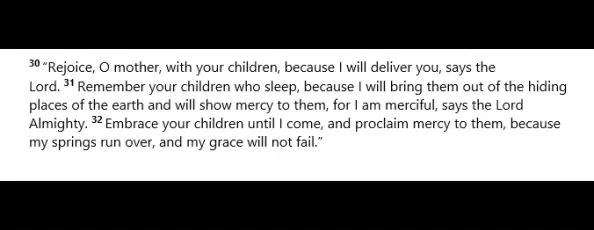 30 “Rejoice, O mother, with your children, because I will deliver you, says the
Lord. 31 Remember your children who sleep, because I will bring them out of the hiding
places of the earth and will show mercy to them, for I am merciful, says the Lord
Almighty. 32 Embrace your children until I come, and proclaim mercy to them, because
my springs run over, and my grace will not fail.”